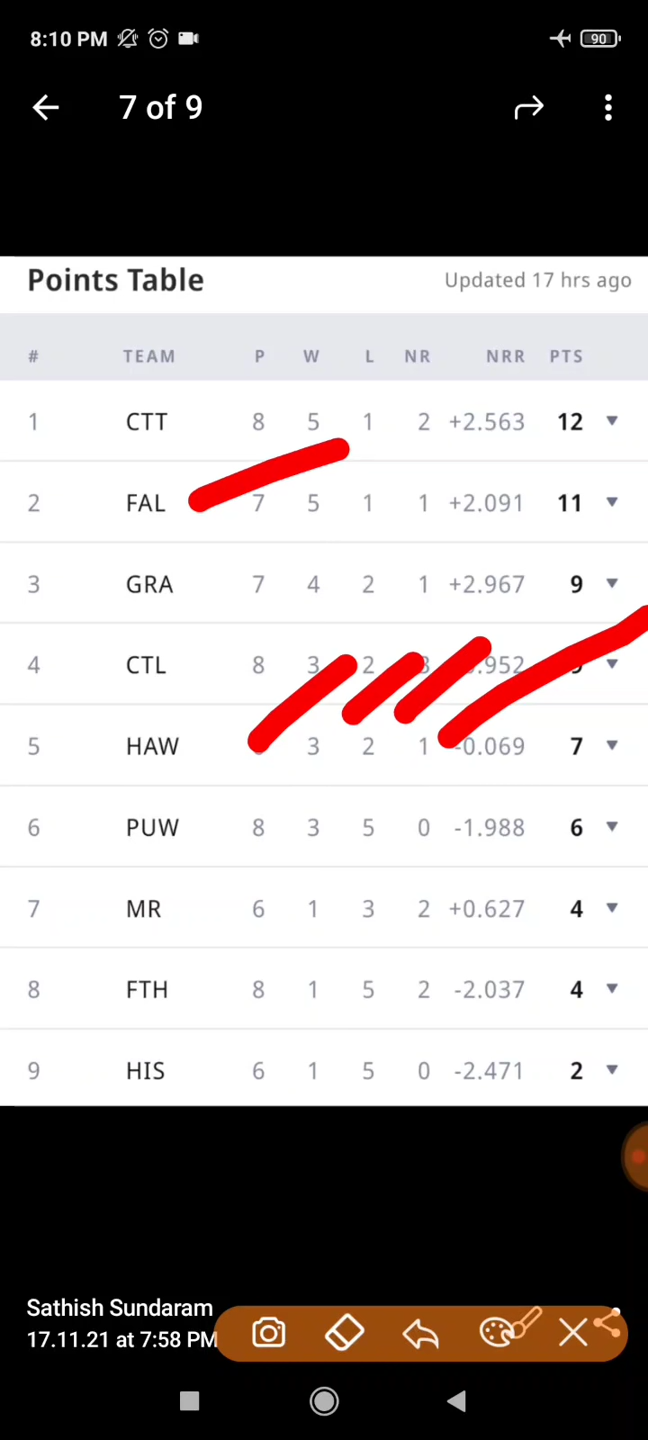 8:10 PM 90
7 of 9
Points Table Updated 17 hrs ago
# TEAM P W L NR NRR PTS
1 CTT 8 5 1 2 +2.563 12
2 FAL 7 5 1 1 +2.091 11
3 GRA 7 4 2 1 +2.967 9
4 CTL 8 3 2 3 .952
5 HAW 3 2 1 -0.069 7
6 PUW 8 3 5 0 -1.988 6
7 MR 6 1 3 2 +0.627 4
8 FTH 8 1 5 2 -2.037 4
9 HIS 6 1 5 0 -2.471 2
Sathish Sundaram
17.11.21 at 7:58 PM